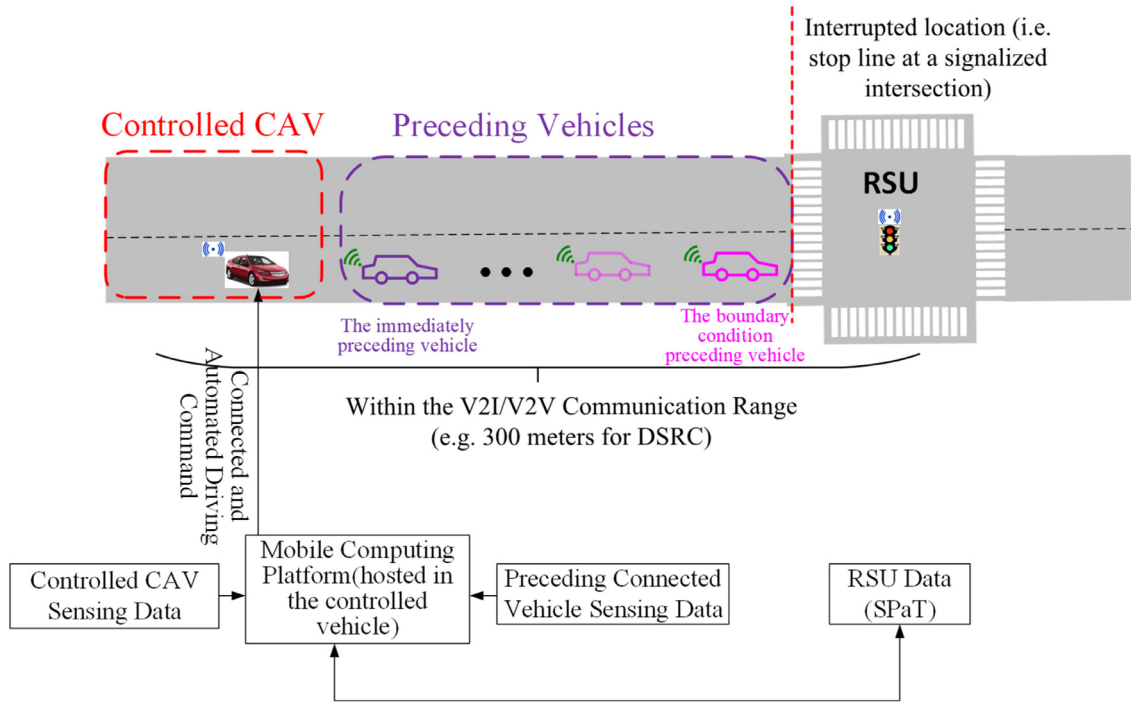 Interrupted location (i.e.
stop line at a signalized
intersection)
Controlled CAV
Preceding Vehicles
RSU
The immediately
preceding vehicle
The boundary
condition
preceding vehicle
Within the V2I/V2V Communication Range
(e.g. 300 meters for DSRC)
Connected and
Automated Driving
Command
Controlled CAV
Sensing Data
Mobile Computing
Platform(hosted in
the controlled
vehicle)
Preceding Connected
Vehicle Sensing Data
RSU Data
(SPaT)